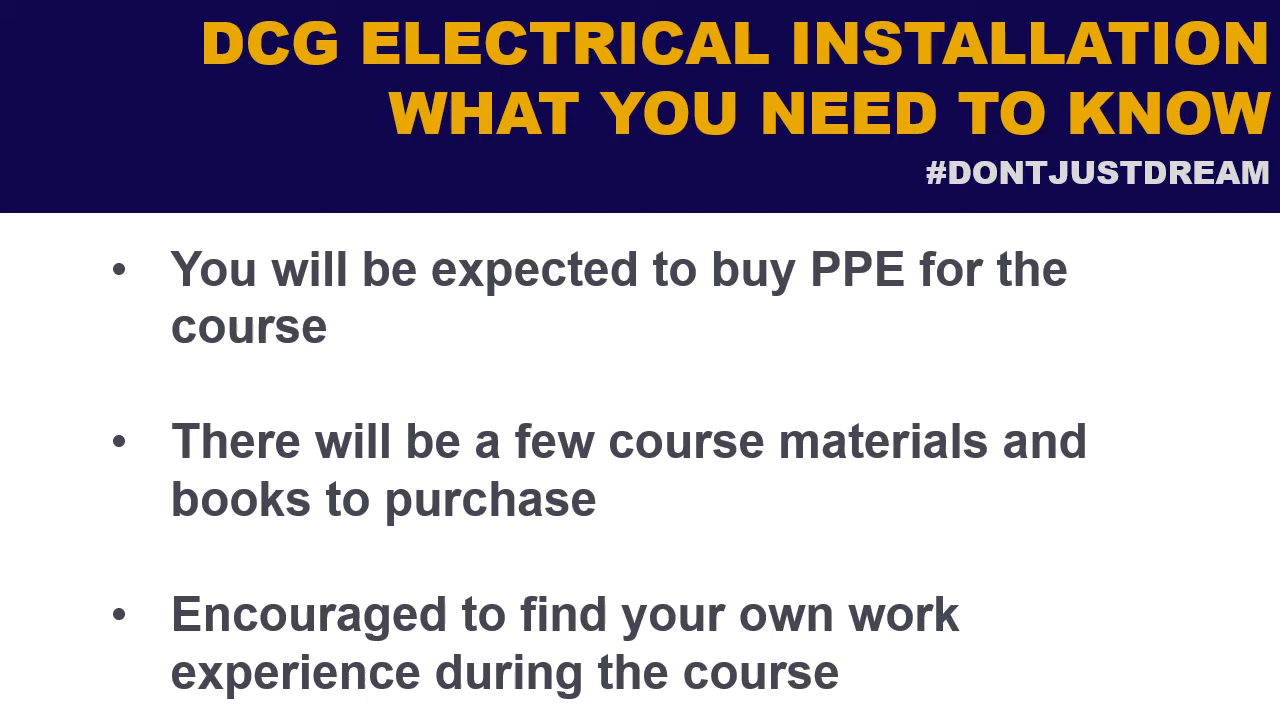 DCG ELECTRICAL INSTALLATION
WHAT YOU NEED TO KNOW
#DONTJUSTDREAM
• You will be expected to buy PPE for the
course
• There will be a few course materials and
books to purchase
• Encouraged to find your own work
experience during the course